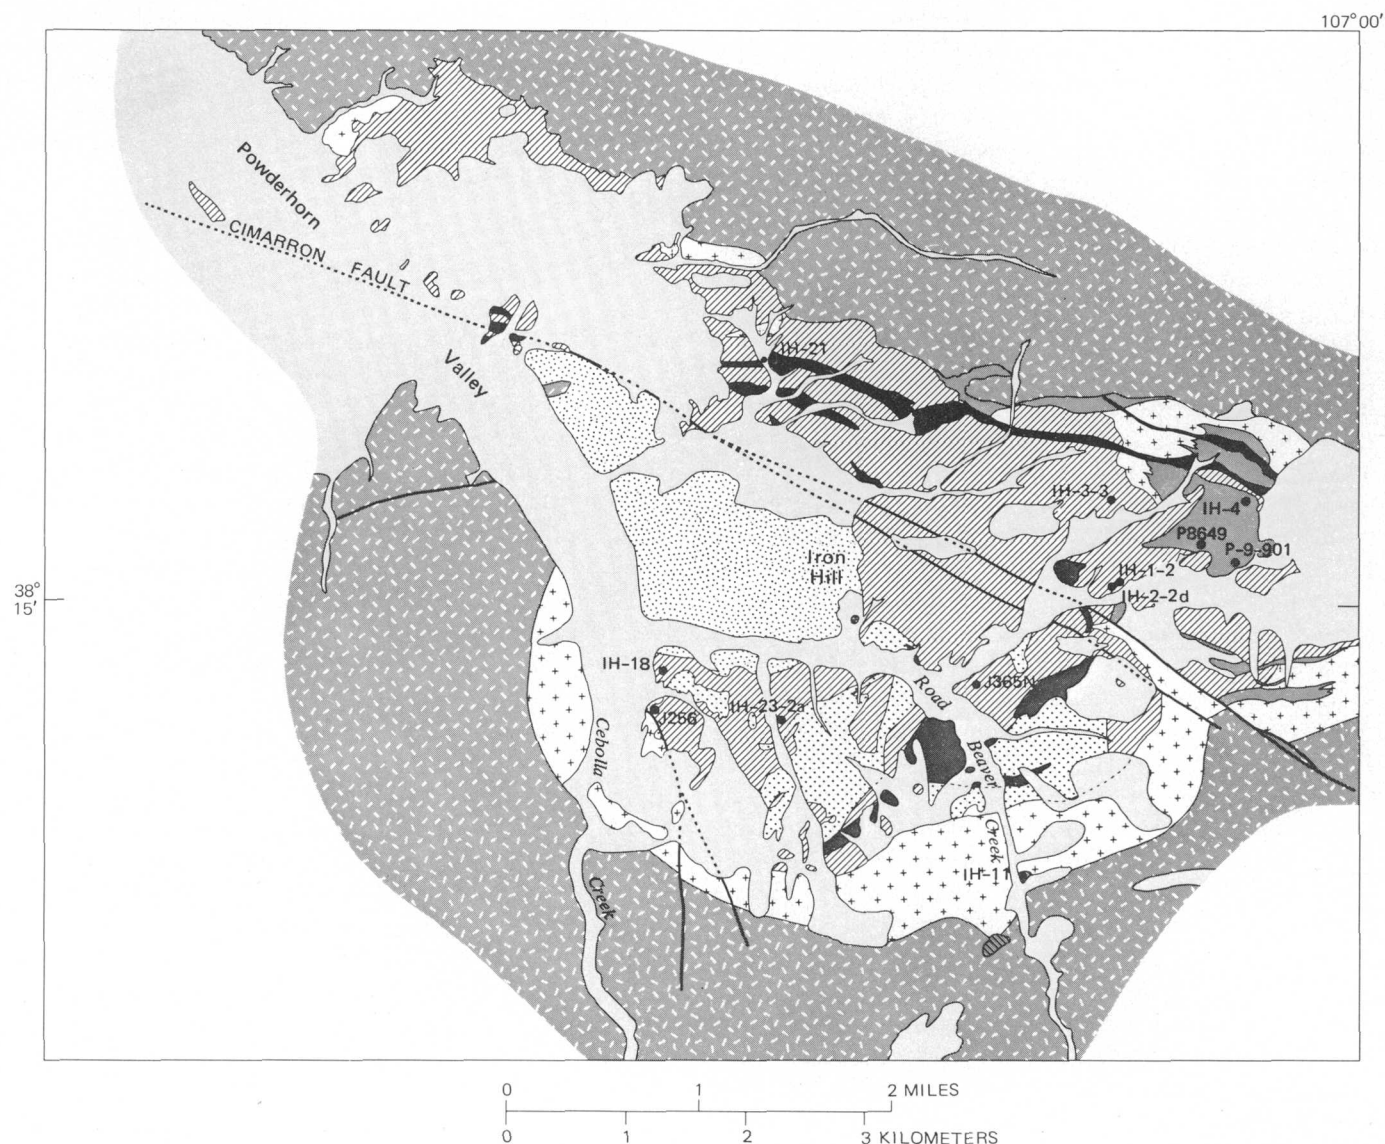 107°00'
Powderhorn
CIMARRON FAULT
Valley
IH-21
IH-3-3
IH-4
P8649
P-9-901
Iron
Hill
IH-1-2
38°
15'
IH-2-2d
IH-18
J365N
Road
IH-23-2a
J266
Cebolla
Beaver
Creek
IH-11
Creek
0 1 2 MILES
0 1 2 3 KILOMETERS